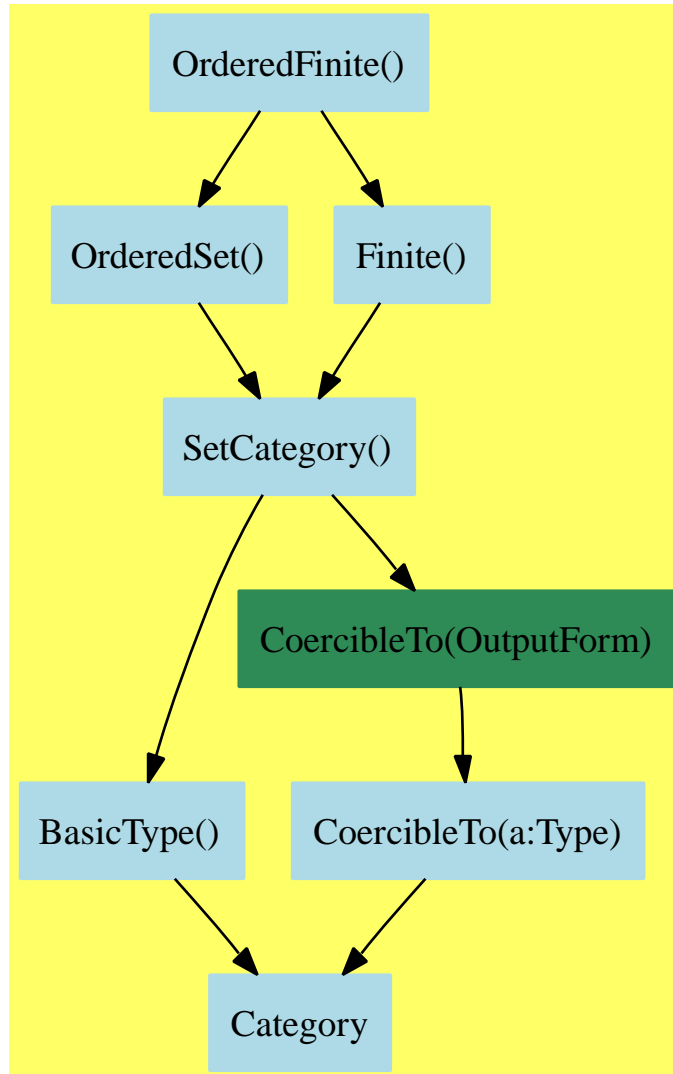 OrderedFinite()
OrderedSet()
Finite()
SetCategory()
CoercibleTo(OutputForm)
BasicType()
CoercibleTo(a:Type)
Category